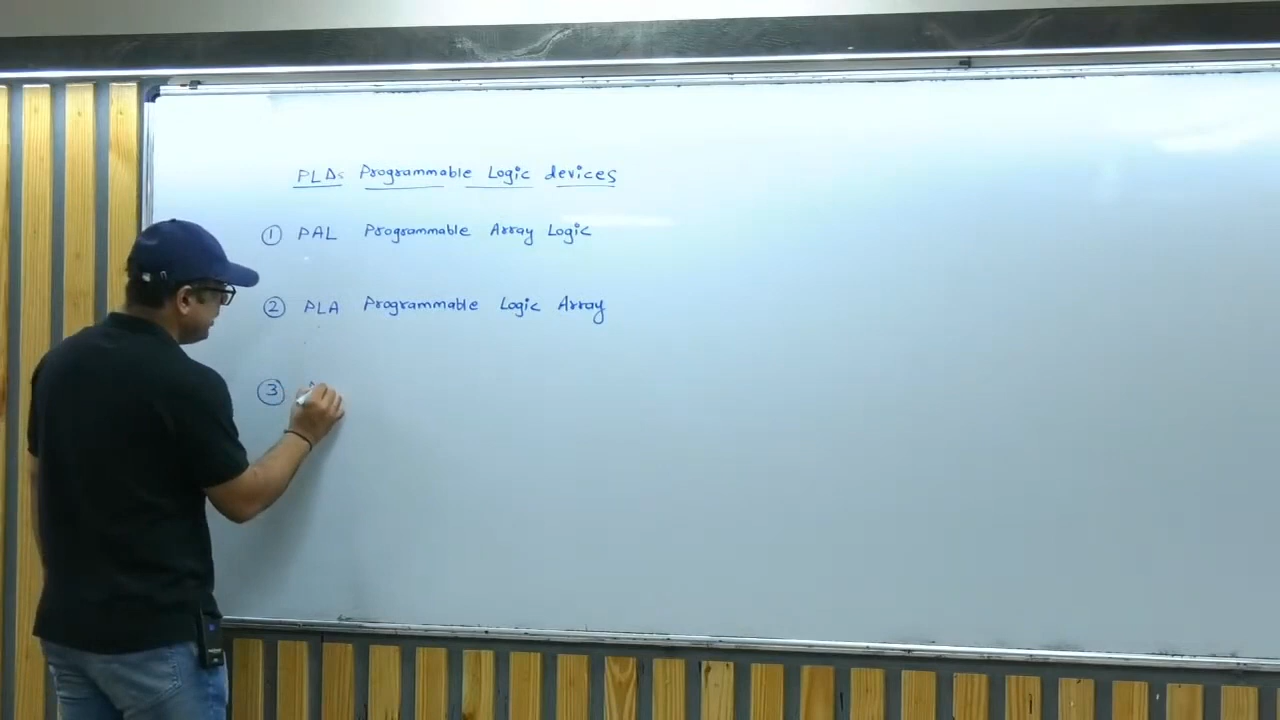 PLDs Programmable Logic devices
① PAL Programmable Array Logic
② PLA Programmable Logic Array
③